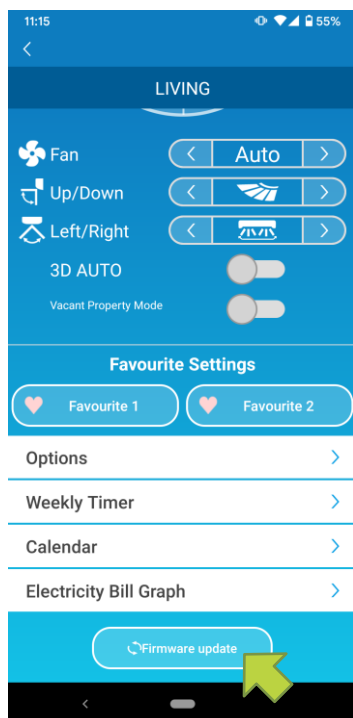 11:15
55%
LIVING
Fan
Auto
Up/Down
Left/Right
3D AUTO
Vacant Property Mode
Favourite Settings
Favourite 1
Favourite 2
Options
Weekly Timer
Calendar
Electricity Bill Graph
Firmware update